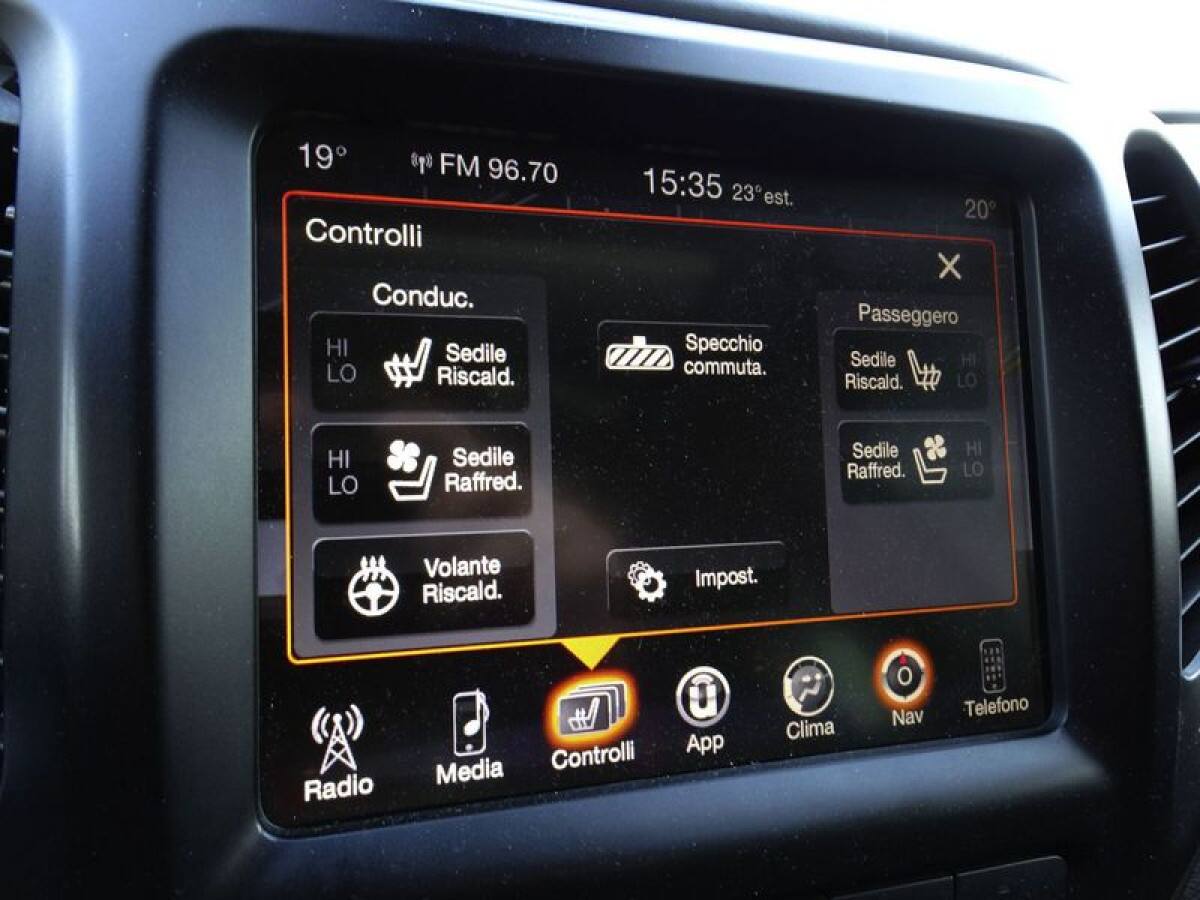 19° FM 96.70 15:35 23°est. 20°
Controlli
Conduc.
HI
LO
Sedile
Riscald.
HI
LO
Sedile
Raffred.
Volante
Riscald.
Specchio
commuta.
Impost.
Passeggero
Sedile
Riscald.
HI
LO
Sedile
Raffred.
HI
LO
Radio
Media
Controlli
App
Clima
Nav
Telefono